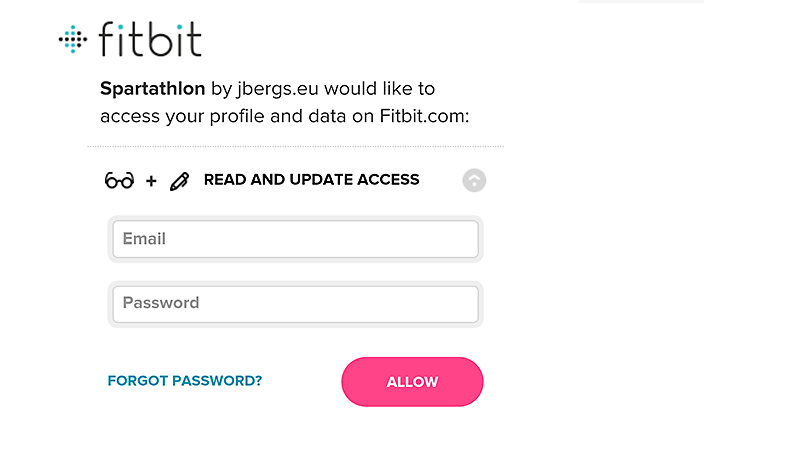 fitbit
Spartathlon by jbergs.eu would like to
access your profile and data on Fitbit.com:
+ READ AND UPDATE ACCESS
Email
Password
FORGOT PASSWORD?
ALLOW